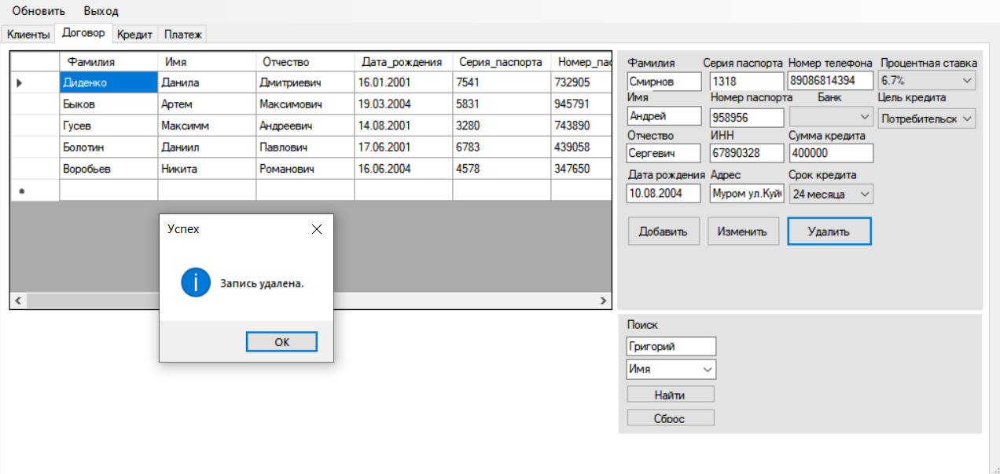 Обновить Выход
Клиенты Договор Кредит Платеж
Фамилия Имя Отчество Дата_рождения Серия_паспорта Номер_пас
Диденко Данила Дмитриевич 16.01.2001 7541 732905
Быков Артем Максимович 19.03.2004 5831 945791
Гусев Максимм Андреевич 14.08.2001 3280 743890
Болотин Даниил Павлович 17.06.2001 6783 439058
Воробьев Никита Романович 16.06.2004 4578 347650
Успех
Запись удалена.
OK
Фамилия Серия паспорта Номер телефона Процентная ставка
Смирнов 1318 89086814394 6.7%
Имя Номер паспорта Банк Цель кредита
Андрей 958956 Потребительск
Отчество ИНН Сумма кредита
Сергевич 67890328 400000
Дата рождения Адрес Срок кредита
10.08.2004 Муром ул.Куй 24 месяца
Добавить Изменить Удалить
Поиск
Григорий
Имя
Найти
Сброс